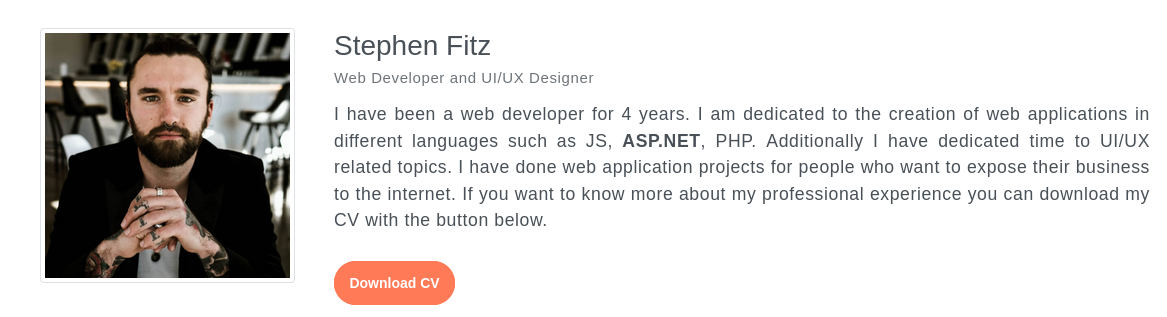 Stephen Fitz
Web Developer and UI/UX Designer
I have been a web developer for 4 years. I am dedicated to the creation of web applications in
different languages such as JS, ASP.NET, PHP. Additionally I have dedicated time to UI/UX
related topics. I have done web application projects for people who want to expose their business
to the internet. If you want to know more about my professional experience you can download my
CV with the button below.
Download CV